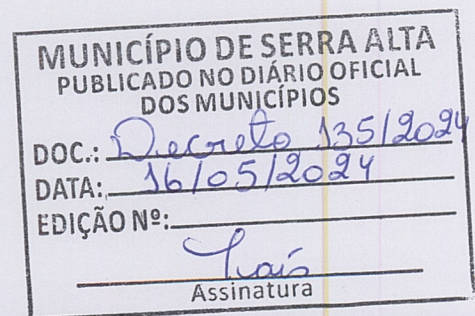 MUNICÍPIO DE SERRA ALTA
PUBLICADO NO DIÁRIO OFICIAL
DOS MUNICÍPIOS
DOC.: Decreto 135/2024
DATA: 16/05/2024
EDIÇÃO Nº:
Assinatura